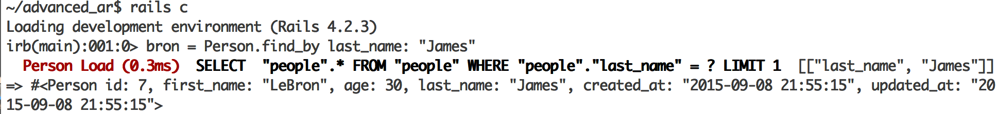 ~/advanced_ar$ rails c
Loading development environment (Rails 4.2.3)
irb(main):001:0> bron = Person.find_by last_name: "James"
  Person Load (0.3ms)  SELECT  "people".* FROM "people" WHERE "people"."last_name" = ? LIMIT 1  [["last_name", "James"]]
=> #<Person id: 7, first_name: "LeBron", age: 30, last_name: "James", created_at: "2015-09-08 21:55:15", updated_at: "20
15-09-08 21:55:15">